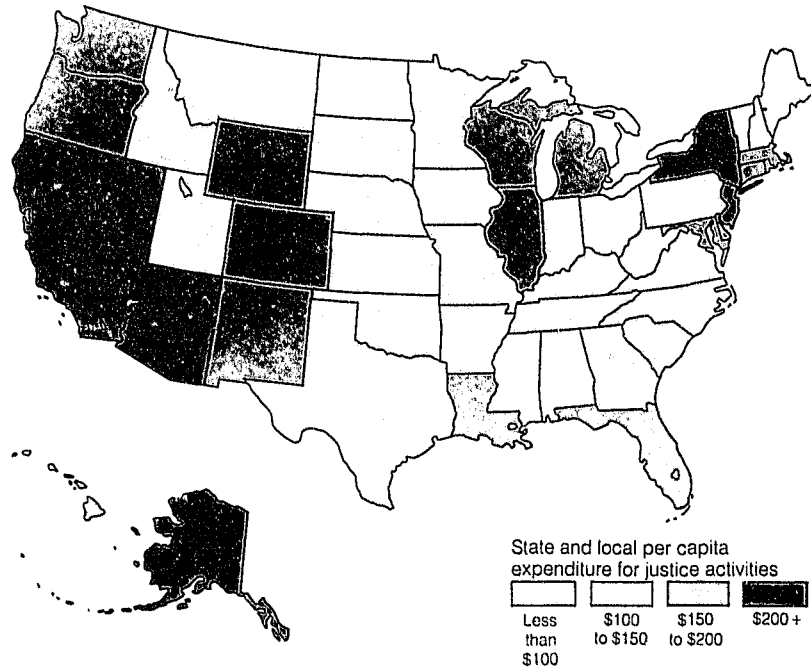 State and local per capita
expenditure for justice activities
Less than $100
$100 to $150
$150 to $200
$200 +